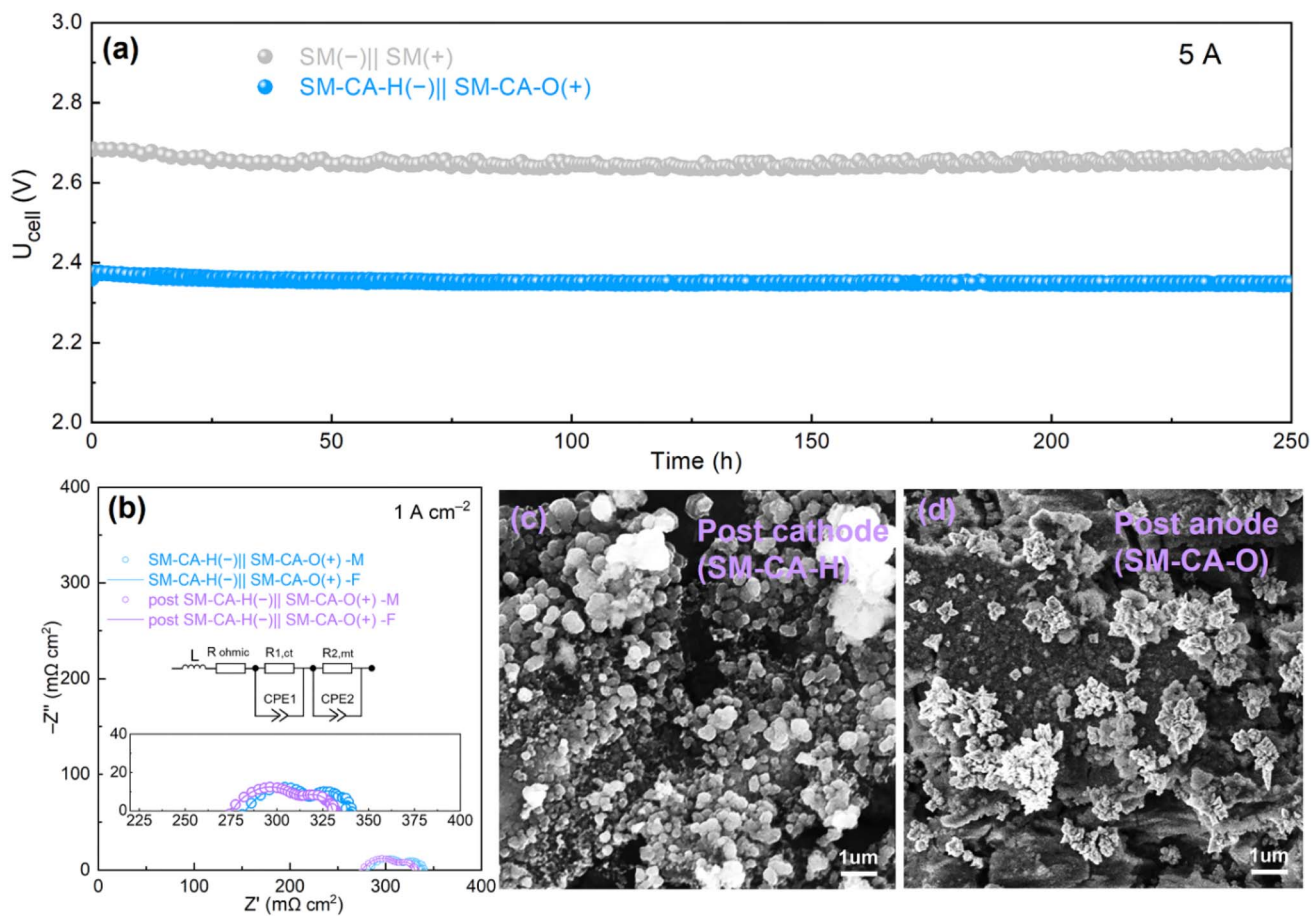 (a)
SM(−)|| SM(+)
SM-CA-H(−)|| SM-CA-O(+)
5 A
3.0
2.8
2.6
2.4
2.2
2.0
U_cell (V)
0
50
100
150
200
250
Time (h)
(b)
1 A cm⁻²
SM-CA-H(−)|| SM-CA-O(+) -M
SM-CA-H(−)|| SM-CA-O(+) -F
post SM-CA-H(−)|| SM-CA-O(+) -M
post SM-CA-H(−)|| SM-CA-O(+) -F
L
R ohmic
R1,ct
R2,mt
CPE1
CPE2
40
20
0
225
250
275
300
325
350
375
400
400
300
200
100
0
−Z'' (mΩ cm²)
0
100
200
300
400
Z' (mΩ cm²)
(c)
Post cathode
(SM-CA-H)
1um
(d)
Post anode
(SM-CA-O)
1um